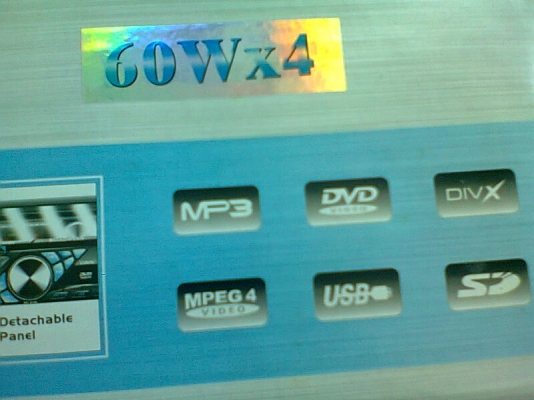 60Wx4
MP3
DVD
VIDEO
DIVX
MPEG4
VIDEO
USB
SD
Detachable
Panel